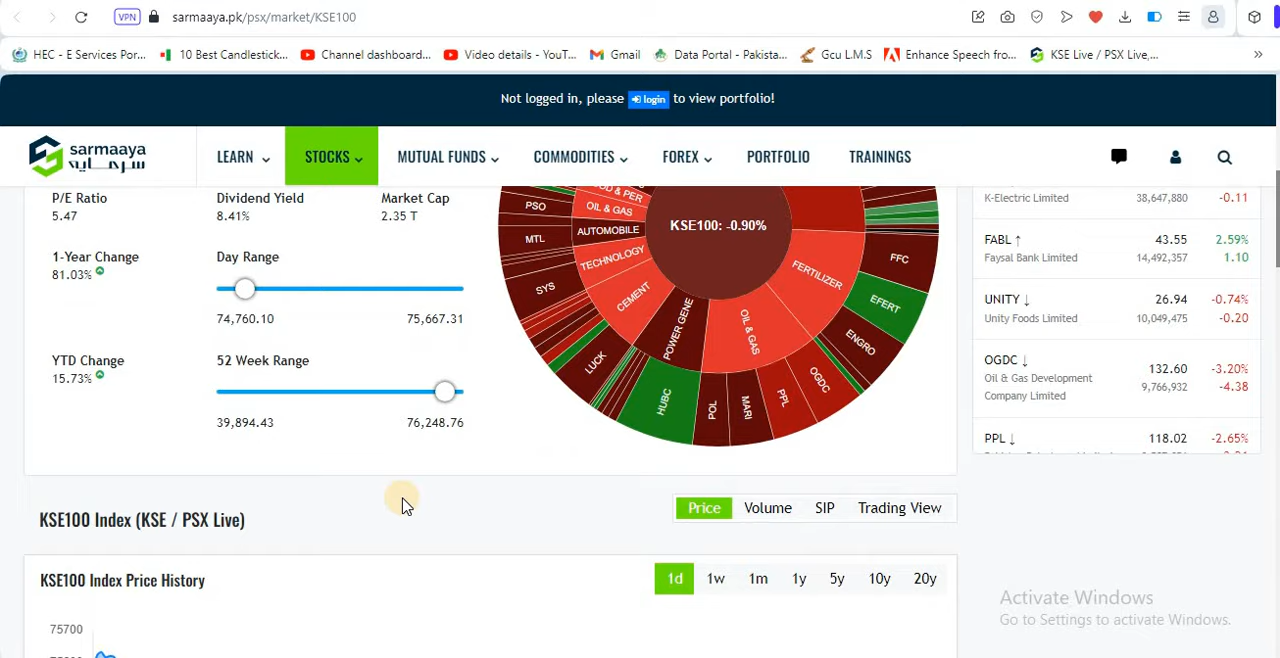 VPN
sarmaaya.pk/psx/market/KSE100
HEC - E Services Por...
10 Best Candlestick...
Channel dashboard...
Video details - YouT...
Gmail
Data Portal - Pakista...
Gcu L.M.S
Enhance Speech fro...
KSE Live / PSX Live,...
»
Not logged in, please login to view portfolio!
sarmaaya
سرمایہ
LEARN
STOCKS
MUTUAL FUNDS
COMMODITIES
FOREX
PORTFOLIO
TRAININGS
P/E Ratio
5.47
Dividend Yield
8.41%
Market Cap
2.35 T
1-Year Change
81.03%
Day Range
74,760.10
75,667.31
YTD Change
15.73%
52 Week Range
39,894.43
76,248.76
KSE100: -0.90%
PSO
OIL & GAS
AUTOMOBILE
MTL
TECHNOLOGY
SYS
CEMENT
LUCK
POWER GENE
HUBC
OIL & GAS
POL
MARI
PPL
OGDC
FERTILIZER
FFC
EFERT
ENGRO
K-Electric Limited
38,647,880
-0.11
FABL ↑
43.55
2.59%
Faysal Bank Limited
14,492,357
1.10
UNITY ↓
26.94
-0.74%
Unity Foods Limited
10,049,475
-0.20
OGDC ↓
132.60
-3.20%
Oil & Gas Development
Company Limited
9,766,932
-4.38
PPL ↓
118.02
-2.65%
KSE100 Index (KSE / PSX Live)
Price
Volume
SIP
Trading View
KSE100 Index Price History
1d
1w
1m
1y
5y
10y
20y
75700
Activate Windows
Go to Settings to activate Windows.